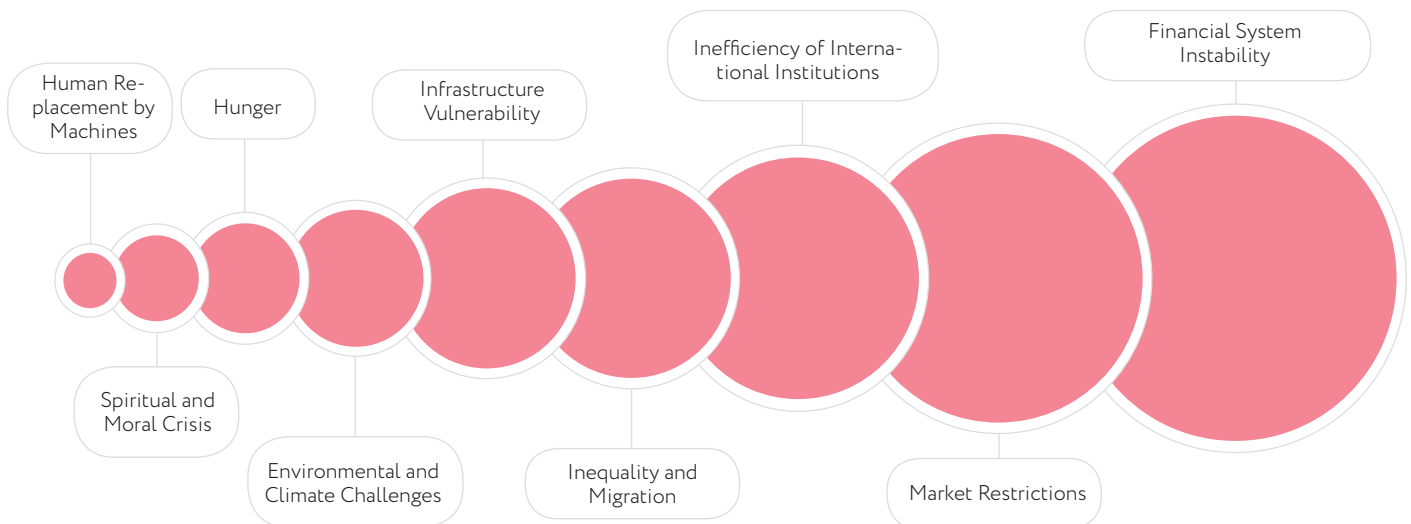 Human Re-
placement by
Machines
Spiritual and
Moral Crisis
Hunger
Environmental and
Climate Challenges
Infrastructure
Vulnerability
Inequality and
Migration
Inefficiency of Interna-
tional Institutions
Market Restrictions
Financial System
Instability